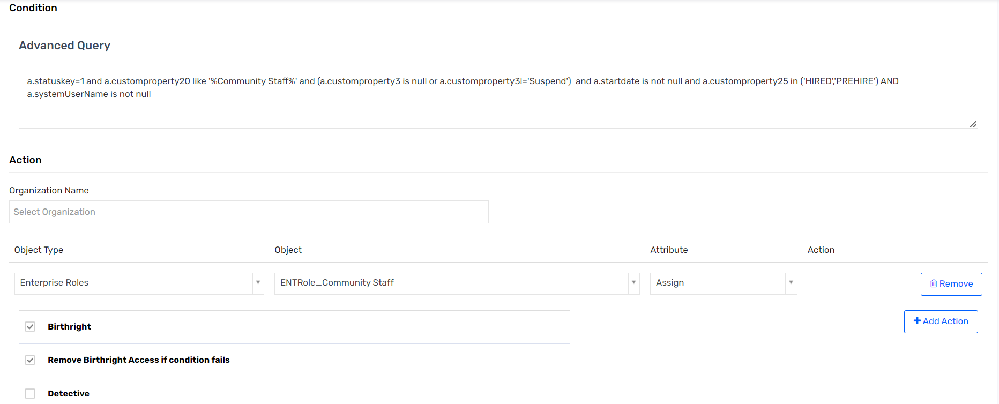 Condition
Advanced Query
a.statuskey=1 and a.customproperty20 like '%Community Staff%' and (a.customproperty3 is null or a.customproperty3!='Suspend')  and a.startdate is not null and a.customproperty25 in ('HIRED','PREHIRE') AND
a.systemUserName is not null
Action
Organization Name
Select Organization
Object Type Object Attribute Action
Enterprise Roles ENTRole_Community Staff Assign Remove
Birthright Add Action
Remove Birthright Access if condition fails
Detective